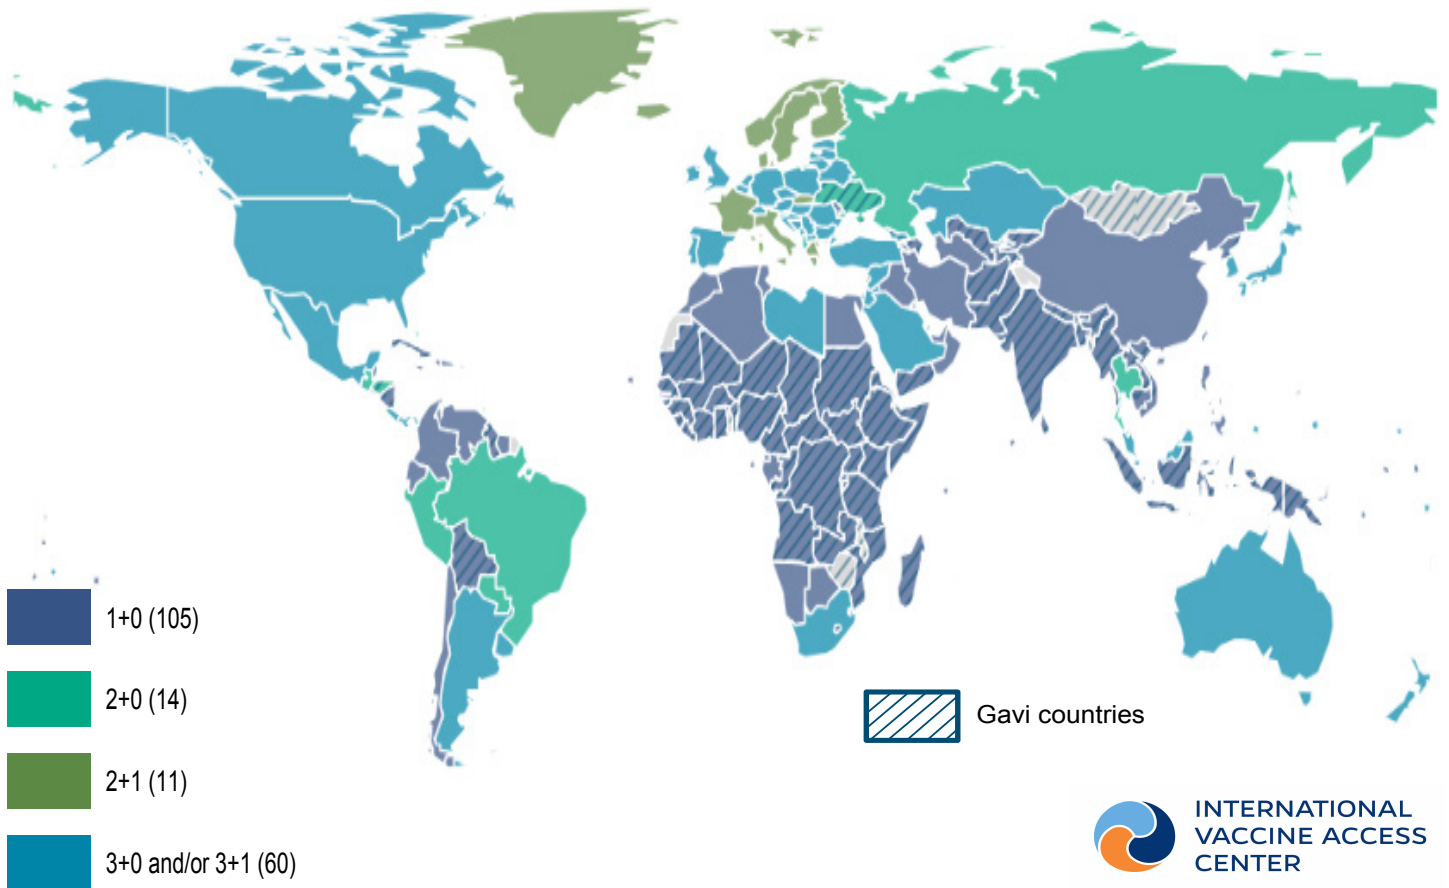 1+0 (105)
2+0 (14)
2+1 (11)
3+0 and/or 3+1 (60)
Gavi countries
INTERNATIONAL
VACCINE ACCESS
CENTER